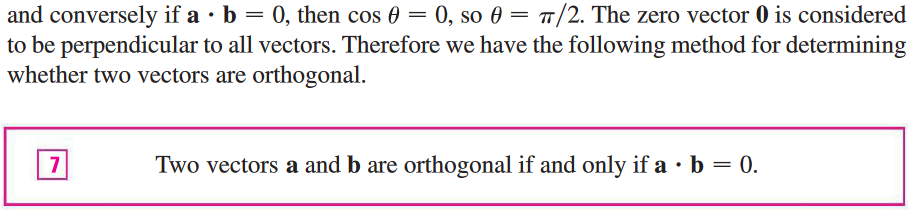 and conversely if a · b = 0, then cos θ = 0, so θ = π/2. The zero vector 0 is considered
to be perpendicular to all vectors. Therefore we have the following method for determining
whether two vectors are orthogonal.
7 Two vectors a and b are orthogonal if and only if a · b = 0.